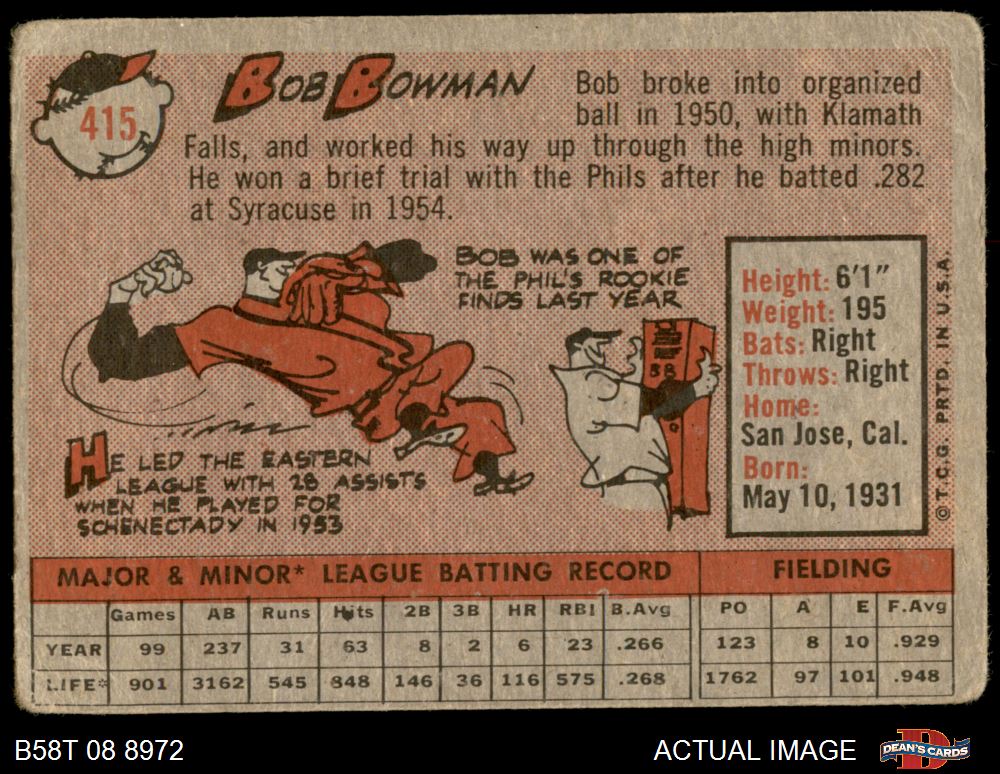 415
BOB BOWMAN
Bob broke into organized
ball in 1950, with Klamath
Falls, and worked his way up through the high minors.
He won a brief trial with the Phils after he batted .282
at Syracuse in 1954.
BOB WAS ONE OF
THE PHIL'S ROOKIE
FINDS LAST YEAR
HE LED THE EASTERN
LEAGUE WITH 28 ASSISTS
WHEN HE PLAYED FOR
SCHENECTADY IN 1953
Height: 6'1"
Weight: 195
Bats: Right
Throws: Right
Home:
San Jose, Cal.
Born:
May 10, 1931
© T.C.G. PRTD. IN U.S.A.
MAJOR & MINOR* LEAGUE BATTING RECORD FIELDING
Games AB Runs Hits 2B 3B HR RBI B.Avg PO A E F.Avg
YEAR 99 237 31 63 8 2 6 23 .266 123 8 10 .929
LIFE* 901 3162 545 848 146 36 116 575 .268 1762 97 101 .948
B58T 08 8972
ACTUAL IMAGE
DEAN'S CARDS